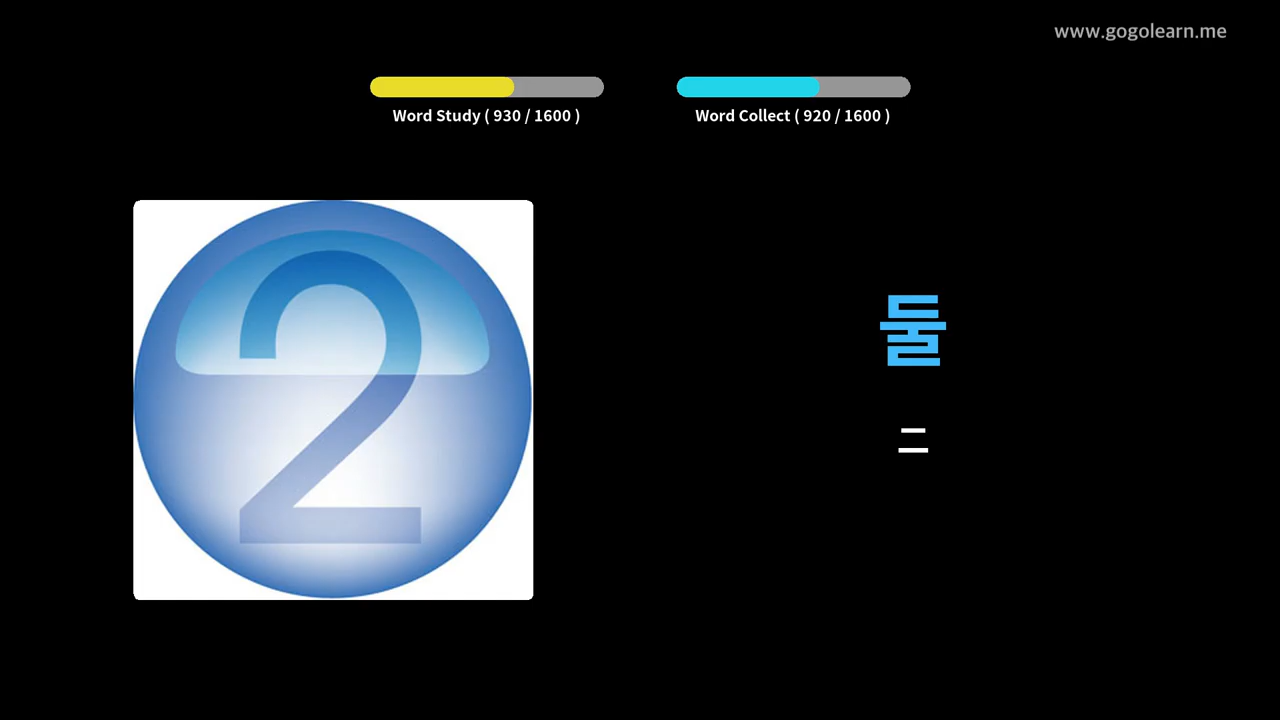 www.gogolearn.me
Word Study ( 930 / 1600 )
Word Collect ( 920 / 1600 )
2
둘
二